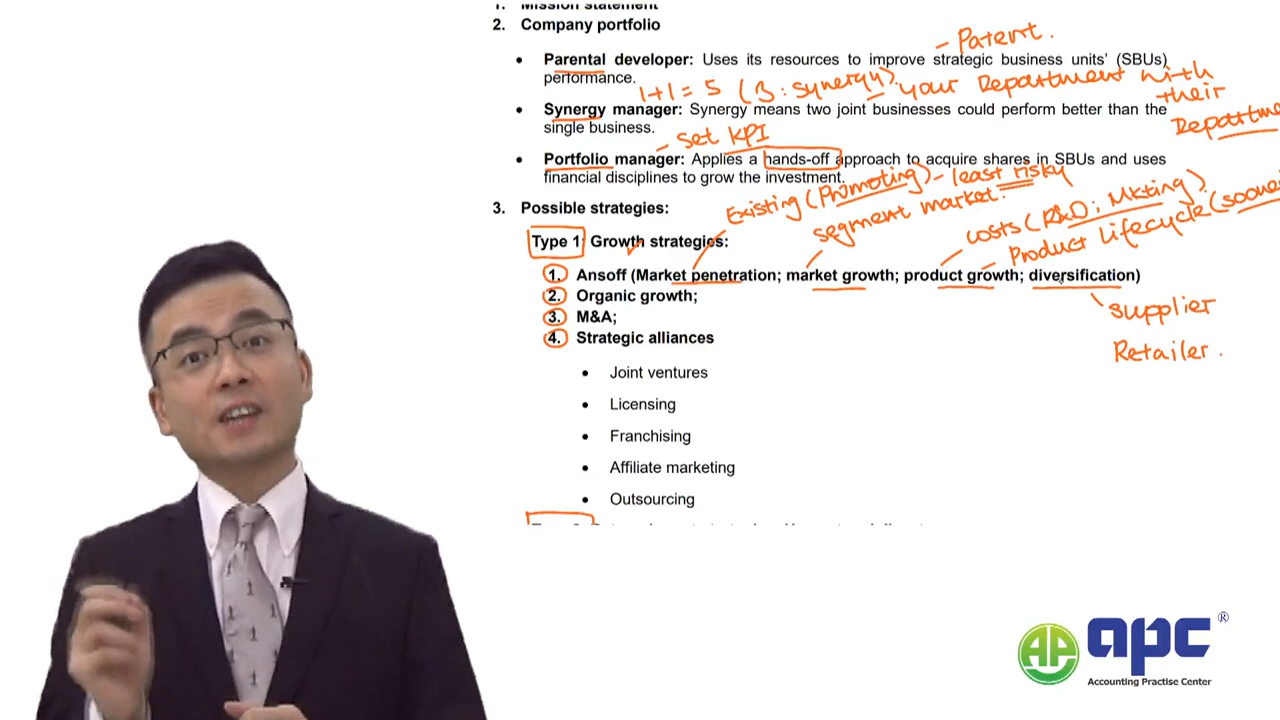 1. Mission statement
2. Company portfolio
- Patent.
• Parental developer: Uses its resources to improve strategic business units' (SBUs)
performance.
1+1=5 (3: synergy). your Department with
their
Department
• Synergy manager: Synergy means two joint businesses could perform better than the
single business.
- Set KPI
• Portfolio manager: Applies a hands-off approach to acquire shares in SBUs and uses
financial disciplines to grow the investment.
Existing (Promoting) - least risky
segment market.
costs (R&D; Mkting)
Product Lifecycle (sooner
3. Possible strategies:
Type 1: Growth strategies:
1. Ansoff (Market penetration; market growth; product growth; diversification)
supplier
Retailer.
2. Organic growth;
3. M&A;
4. Strategic alliances
• Joint ventures
• Licensing
• Franchising
• Affiliate marketing
• Outsourcing
AP apc ®
Accounting Practise Center